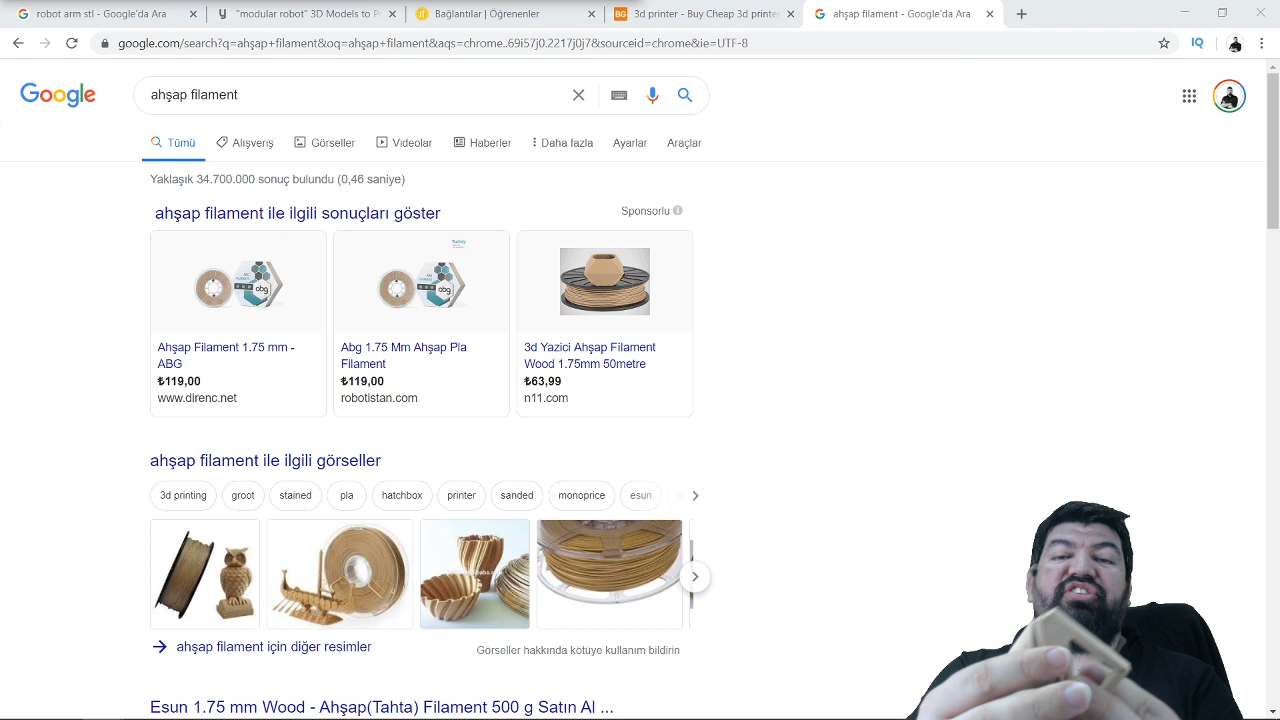 robot arm stl - Google'da Ara
"modular robot" 3D Models to Pr
Bağlantılar | Öğrenenler
3d printer - Buy Cheap 3d printer
ahşap filament - Google'da Ara
google.com/search?q=ahşap+filament&oq=ahşap+filament&aqs=chrome..69i57j0.2217j0j7&sourceid=chrome&ie=UTF-8
IQ
Google
ahşap filament
Tümü
Alışveriş
Görseller
Videolar
Haberler
Daha fazla
Ayarlar
Araçlar
Yaklaşık 34.700.000 sonuç bulundu (0,46 saniye)
ahşap filament ile ilgili sonuçları göster
Sponsorlu
abg
abg
Ahşap Filament 1.75 mm -
ABG
₺119,00
www.direnc.net
Abg 1.75 Mm Ahşap Pla
Filament
₺119,00
robotistan.com
3d Yazici Ahşap Filament
Wood 1.75mm 50metre
₺63,99
n11.com
ahşap filament ile ilgili görseller
3d printing
groot
stained
pla
hatchbox
printer
sanded
monoprice
esun
ahşap filament için diğer resimler
Görseller hakkında kötüye kullanım bildirin
Esun 1.75 mm Wood - Ahşap(Tahta) Filament 500 g Satın Al ...